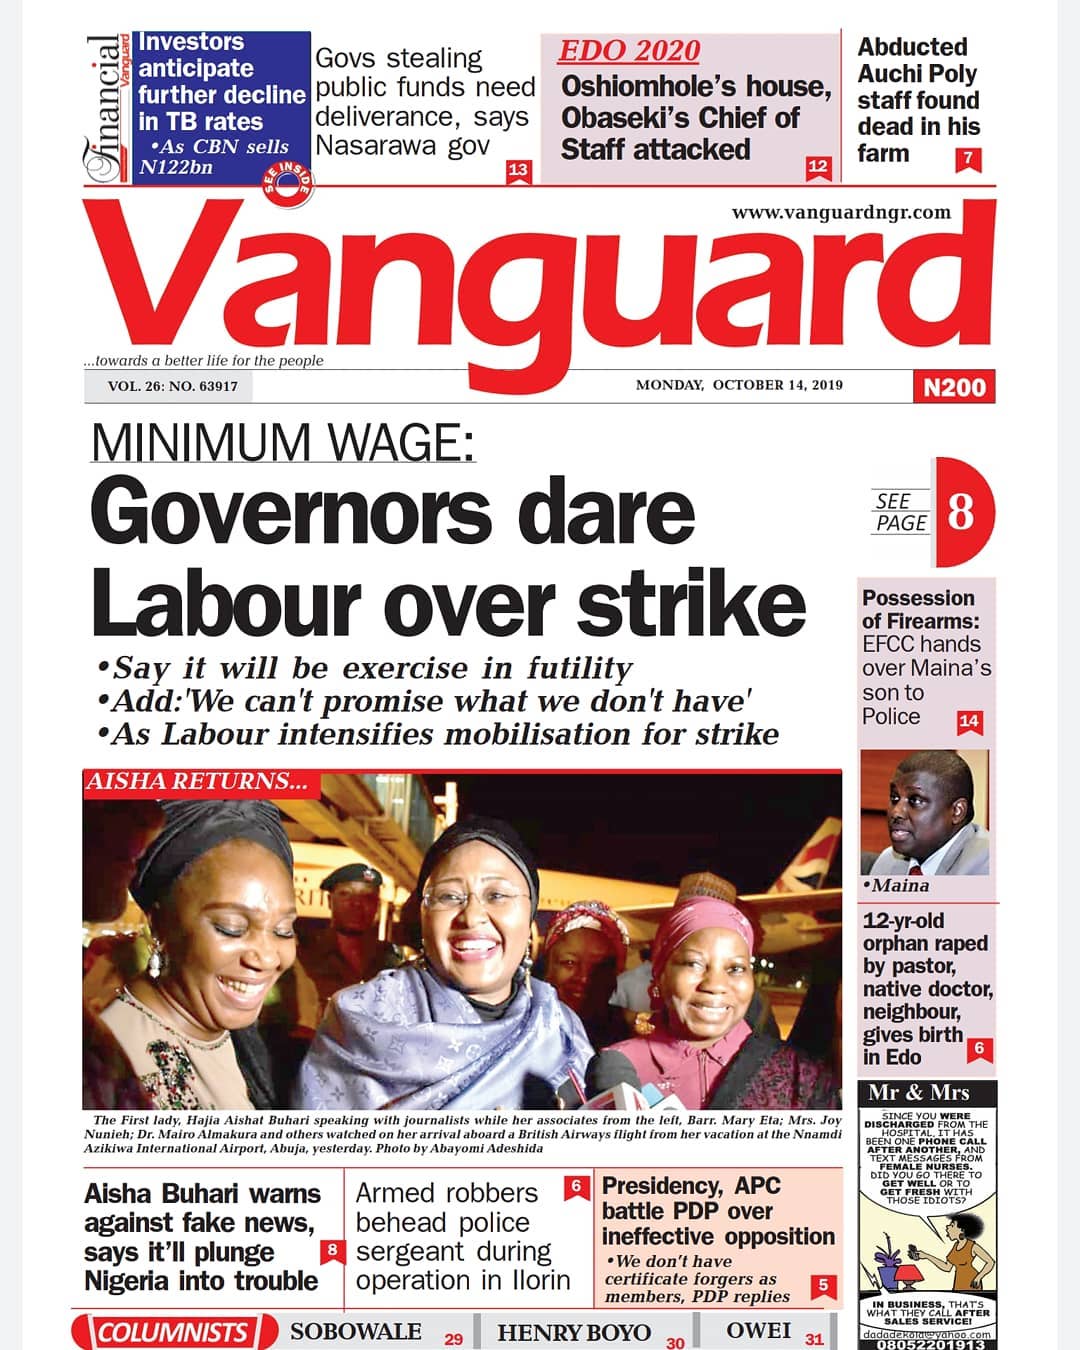 Financial
Vanguard
Investors
anticipate
further decline
in TB rates
•As CBN sells
N122bn
SEE INSIDE
Govs stealing
public funds need
deliverance, says
Nasarawa gov
13
EDO 2020
Oshiomhole's house,
Obaseki's Chief of
Staff attacked
12
Abducted
Auchi Poly
staff found
dead in his
farm
7
www.vanguardngr.com
Vanguard
...towards a better life for the people
VOL. 26: NO. 63917
MONDAY, OCTOBER 14, 2019
N200
MINIMUM WAGE:
Governors dare
Labour over strike
•Say it will be exercise in futility
•Add:'We can't promise what we don't have'
•As Labour intensifies mobilisation for strike
SEE
PAGE
8
Possession
of Firearms:
EFCC hands
over Maina's
son to
Police
14
•Maina
12-yr-old
orphan raped
by pastor,
native doctor,
neighbour,
gives birth
in Edo
6
AISHA RETURNS...
The First lady, Hajia Aishat Buhari speaking with journalists while her associates from the left, Barr. Mary Eta; Mrs. Joy
Nunieh; Dr. Mairo Almakura and others watched on her arrival aboard a British Airways flight from her vacation at the Nnamdi
Azikiwa International Airport, Abuja, yesterday. Photo by Abayomi Adeshida
Aisha Buhari warns
against fake news,
says it'll plunge
Nigeria into trouble
8
Armed robbers
behead police
sergeant during
operation in Ilorin
6
Presidency, APC
battle PDP over
ineffective opposition
•We don't have
certificate forgers as
members, PDP replies
5
Mr & Mrs
SINCE YOU WERE
DISCHARGED FROM THE
HOSPITAL, IT HAS
BEEN ONE PHONE CALL
AFTER ANOTHER, AND
TEXT MESSAGES FROM
FEMALE NURSES.
DID YOU GO THERE TO
GET WELL OR TO
GET FRESH WITH
THOSE IDIOTS?
IN BUSINESS, THAT'S
WHAT THEY CALL AFTER
SALES SERVICE!
dadadekola@yahoo.com
08052201913
COLUMNISTS
SOBOWALE 29
HENRY BOYO 30
OWEI 31